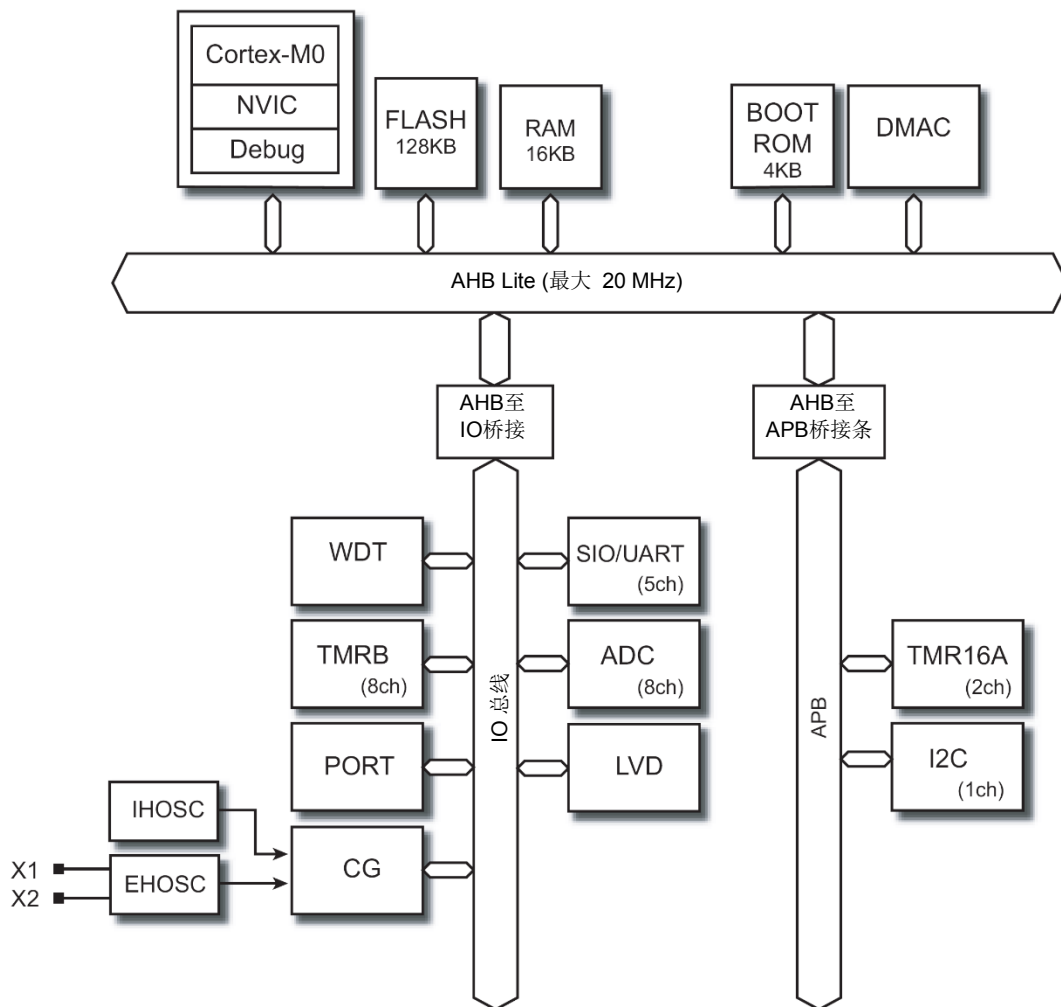 Cortex-M0
NVIC
Debug
FLASH
128KB
RAM
16KB
BOOT
ROM
4KB
DMAC
AHB Lite (最大 20 MHz)
AHB至
IO桥接
AHB至
APB桥接条
WDT
SIO/UART
(5ch)
TMRB
(8ch)
ADC
(8ch)
IO 总线
APB
TMR16A
(2ch)
PORT
LVD
I2C
(1ch)
IHOSC
CG
X1
X2
EHOSC